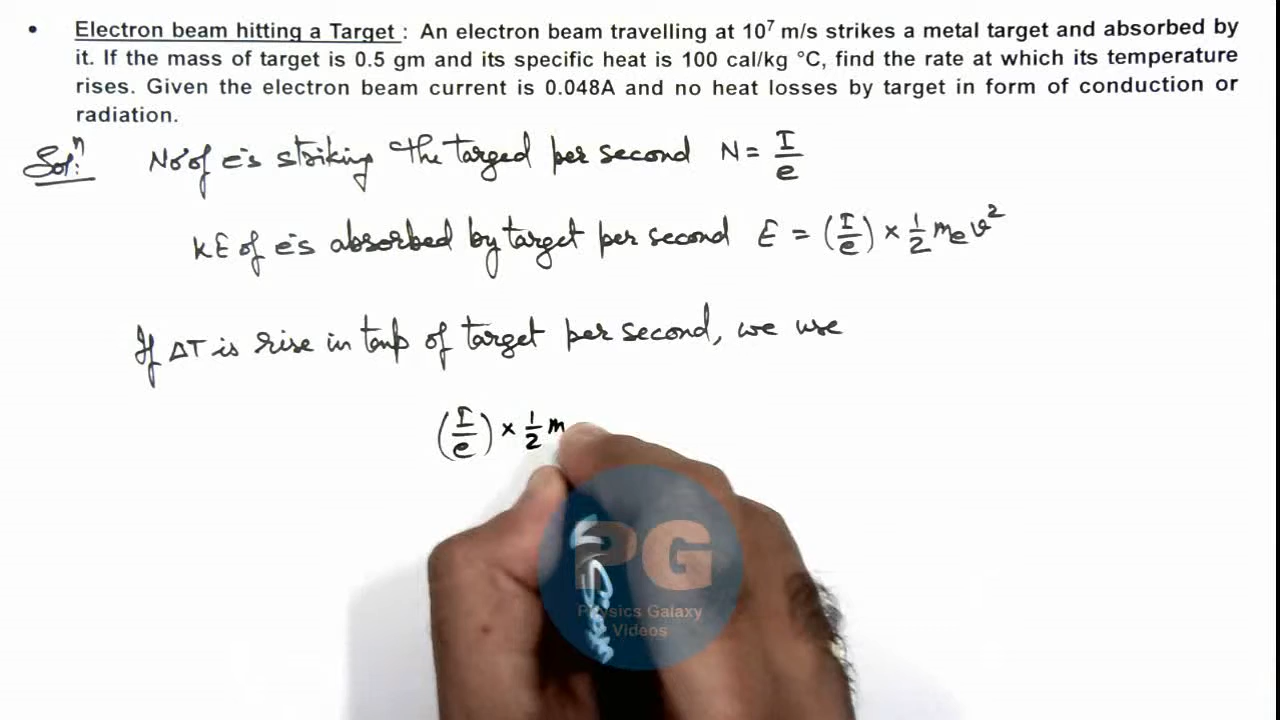 • Electron beam hitting a Target : An electron beam travelling at 10⁷ m/s strikes a metal target and absorbed by
it. If the mass of target is 0.5 gm and its specific heat is 100 cal/kg °C, find the rate at which its temperature
rises. Given the electron beam current is 0.048A and no heat losses by target in form of conduction or
radiation.
Solⁿ: No of e⁻s striking the targed per second N = I/e
KE of e⁻s absorbed by target per second E = (I/e) × 1/2 mₑv²
If ΔT is rise in temp of target per second, we use
(I/e) × 1/2 m
PG
Physics Galaxy
Videos